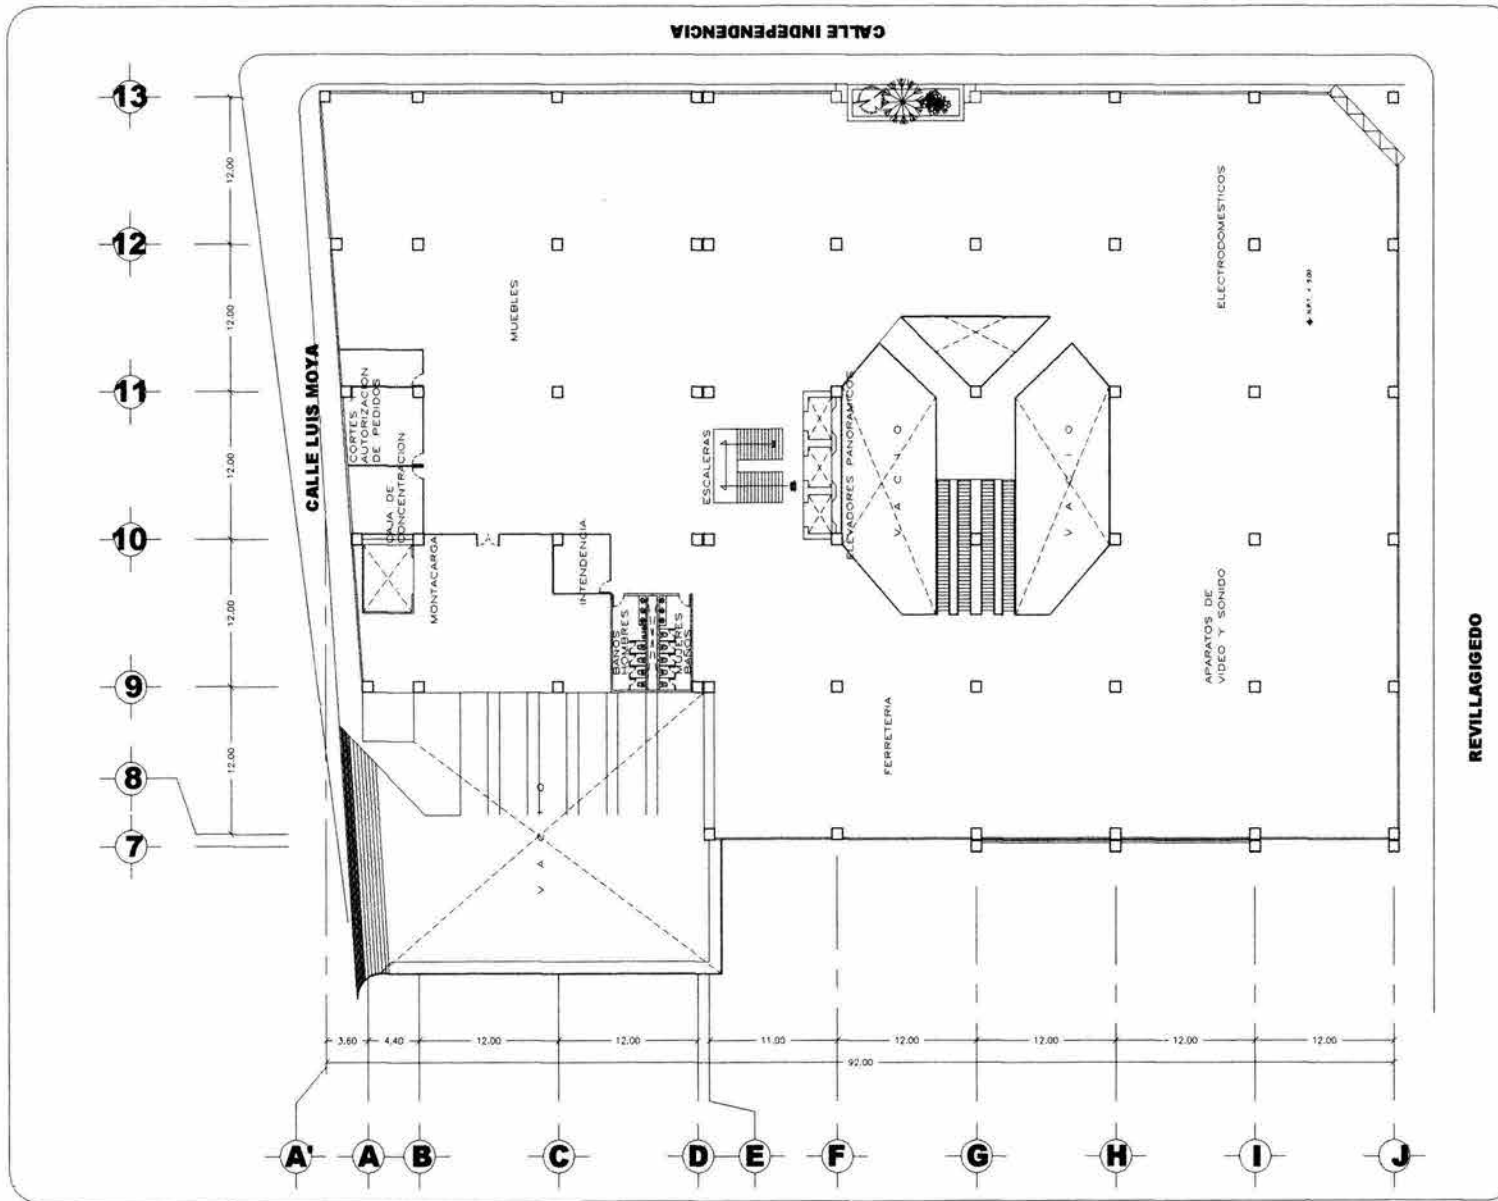 CALLE INDEPENDENCIA
13
12
11
10
9
8
7
12.00
12.00
12.00
12.00
12.00
CALLE LUIS MOYA
REVILLAGIGEDO
MUEBLES
ELECTRODOMESTICOS
CORTES
AUTORIZACION
DE PEDIDOS
CAJA DE
CONCENTRACION
ESCALERAS
ELEVADORES PANORAMICOS
VACIO
VACIO
MONTACARGA
INTENDENCIA
BAÑOS
HOMBRES
MUJERES
BAÑOS
APARATOS DE
VIDEO Y SONIDO
FERRETERIA
VACIO
3.60
4.40
12.00
12.00
11.00
12.00
12.00
12.00
12.00
92.00
A'
A
B
C
D
E
F
G
H
I
J